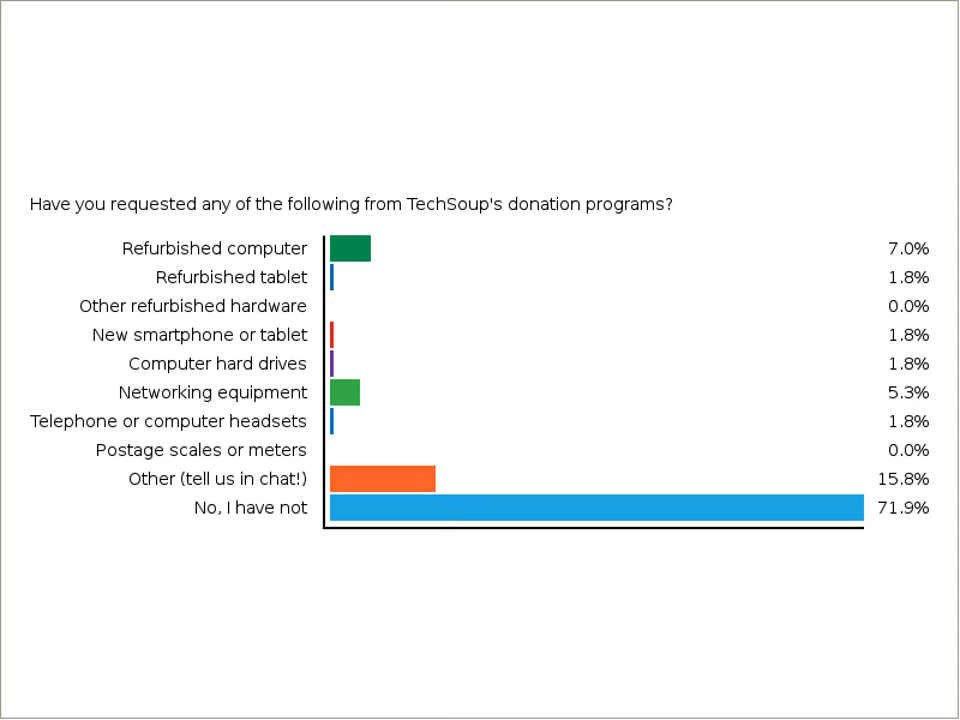 Have you requested any of the following from TechSoup's donation programs?
Refurbished computer 7.0%
Refurbished tablet 1.8%
Other refurbished hardware 0.0%
New smartphone or tablet 1.8%
Computer hard drives 1.8%
Networking equipment 5.3%
Telephone or computer headsets 1.8%
Postage scales or meters 0.0%
Other (tell us in chat!) 15.8%
No, I have not 71.9%